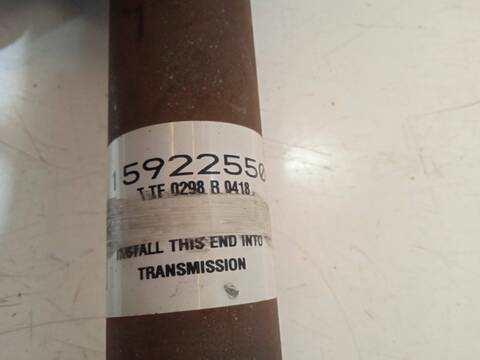 15922550
T TF 0298 R 0418
INSTALL THIS END INTO
TRANSMISSION